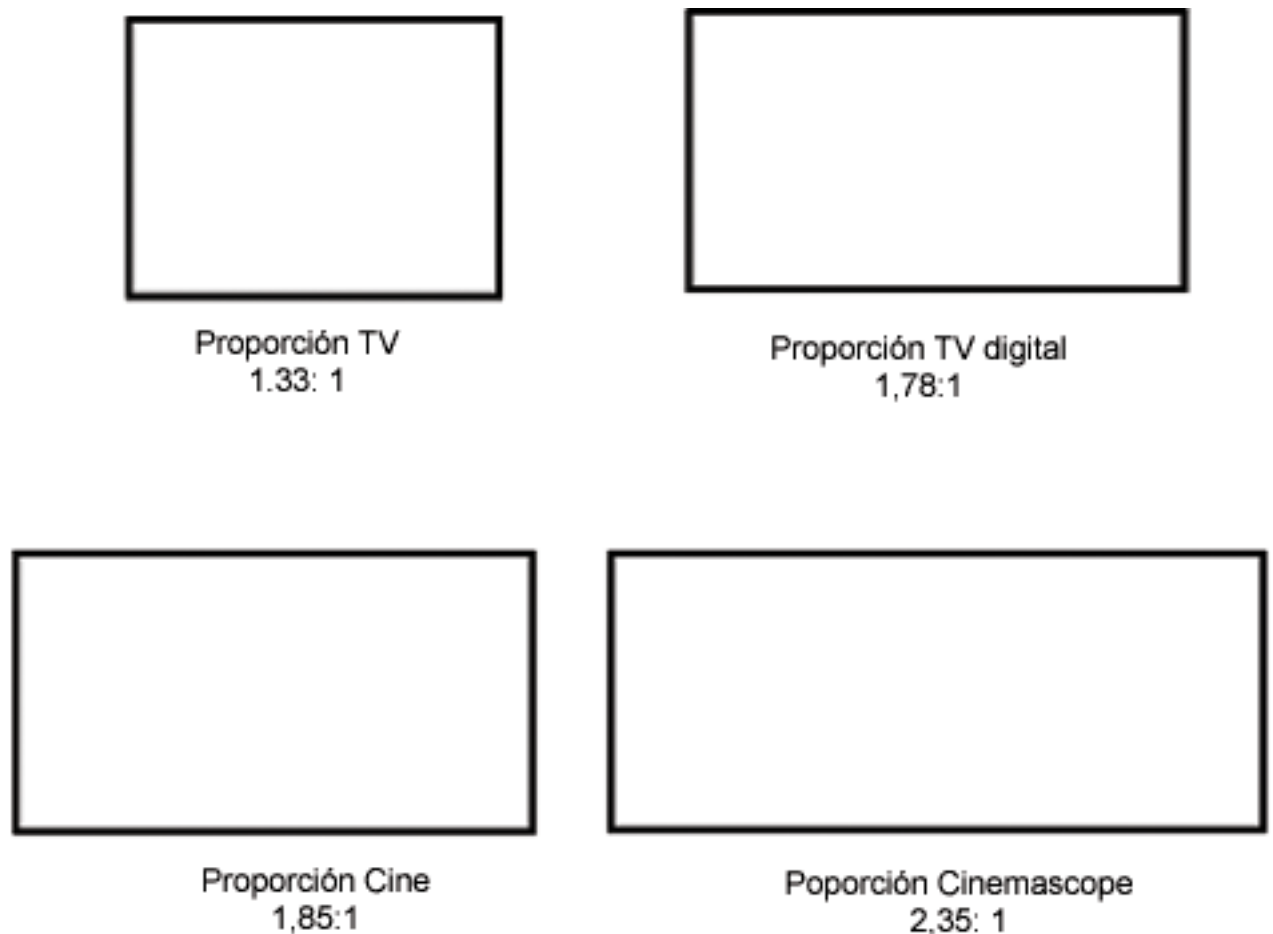 Proporción TV
1.33: 1
Proporción TV digital
1,78:1
Proporción Cine
1,85:1
Poporción Cinemascope
2,35: 1